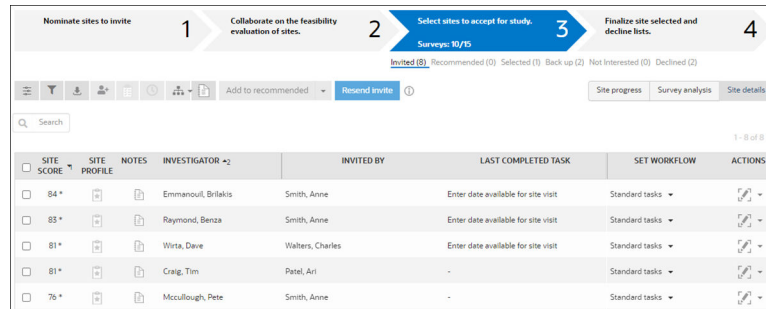 Nominate sites to invite
1
Collaborate on the feasibility
evaluation of sites.
2
Select sites to accept for study.
Surveys: 10/15
3
Finalize site selected and
decline lists.
4
Invited (8) Recommended (0) Selected (1) Back up (2) Not Interested (0) Declined (2)
Add to recommended Resend invite Site progress Survey analysis Site details
Search
1 - 8 of 8
SITE SCORE SITE PROFILE NOTES INVESTIGATOR 2 INVITED BY LAST COMPLETED TASK SET WORKFLOW ACTIONS
84 * Emmanouil, Brilakis Smith, Anne Enter date available for site visit Standard tasks
83 * Raymond, Benza Smith, Anne Enter date available for site visit Standard tasks
81 * Wirta, Dave Walters, Charles Enter date available for site visit Standard tasks
81 * Craig, Tim Patel, Ari - Standard tasks
76 * Mccullough, Pete Smith, Anne - Standard tasks